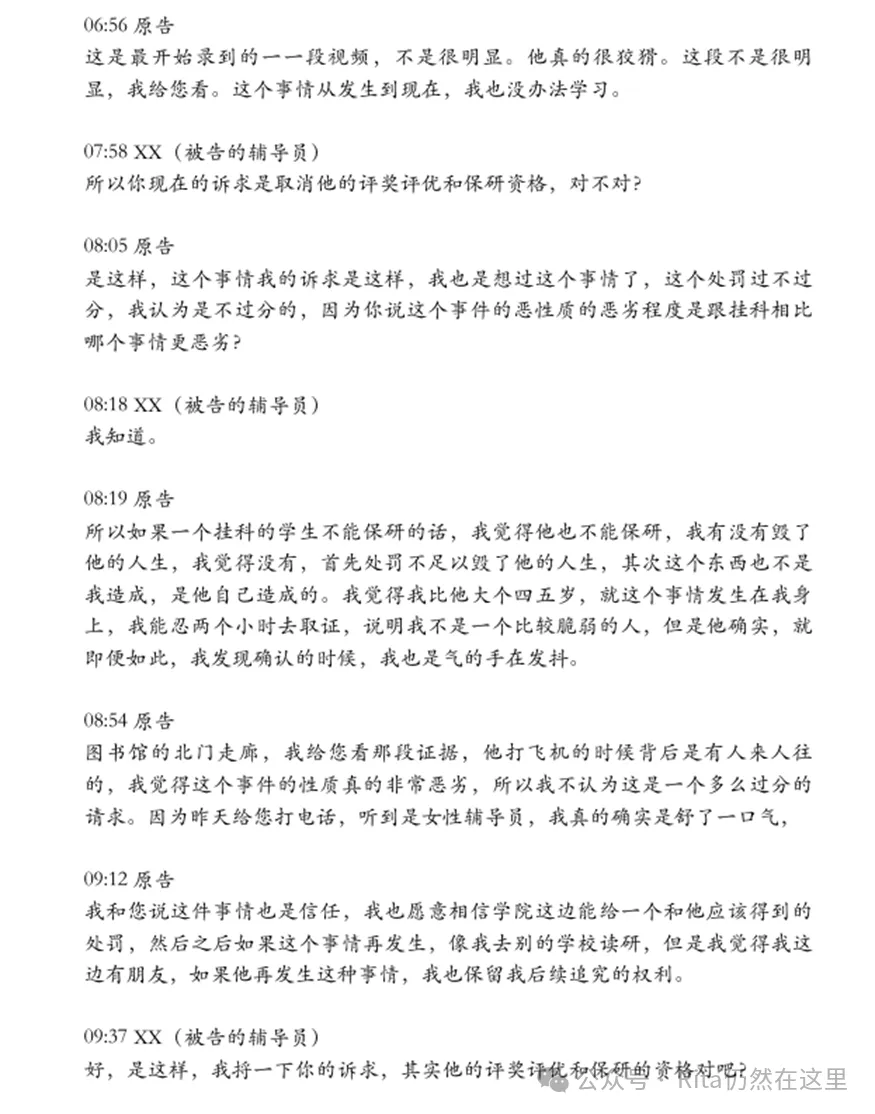 06:56 原告
这是最开始录到的一一段视频，不是很明显。他真的很狡猾。这段不是很明
显，我给您看。这个事情从发生到现在，我也没办法学习。
07:58 XX（被告的辅导员）
所以你现在的诉求是取消他的评奖评优和保研资格，对不对?
08:05 原告
是这样，这个事情我的诉求是这样，我也是想过这个事情了，这个处罚过不过
分，我认为是不过分的，因为你说这个事件的恶性质的恶劣程度是跟挂科相比
哪个事情更恶劣?
08:18 XX（被告的辅导员）
我知道。
08:19 原告
所以如果一个挂科的学生不能保研的话，我觉得他也不能保研，我有没有毁了
他的人生，我觉得没有，首先处罚不足以毁了他的人生，其次这个东西也不是
我造成，是他自己造成的。我觉得我比他大个四五岁，就这个事情发生在我身
上，我能忍两个小时去取证，说明我不是一个比较脆弱的人，但是他确实，就
即便如此，我发现确认的时候，我也是气的手在发抖。
08:54 原告
图书馆的北门走廊，我给您看那段证据，他打飞机的时候背后是有人来人往
的，我觉得这个事件的性质真的非常恶劣，所以我不认为这是一个多么过分的
请求。因为昨天给您打电话，听到是女性辅导员，我真的确实是舒了一口气，
09:12 原告
我和您说这件事情也是信任，我也愿意相信学院这边能给一个和他应该得到的
处罚，然后之后如果这个事情再发生，像我去别的学校读研，但是我觉得我这
边有朋友，如果他再发生这种事情，我也保留我后续追究的权利。
09:37 XX（被告的辅导员）
好，是这样，我捋一下你的诉求，其实他的评奖评优和保研的资格对吧?
公众号·Rita仍然在这里